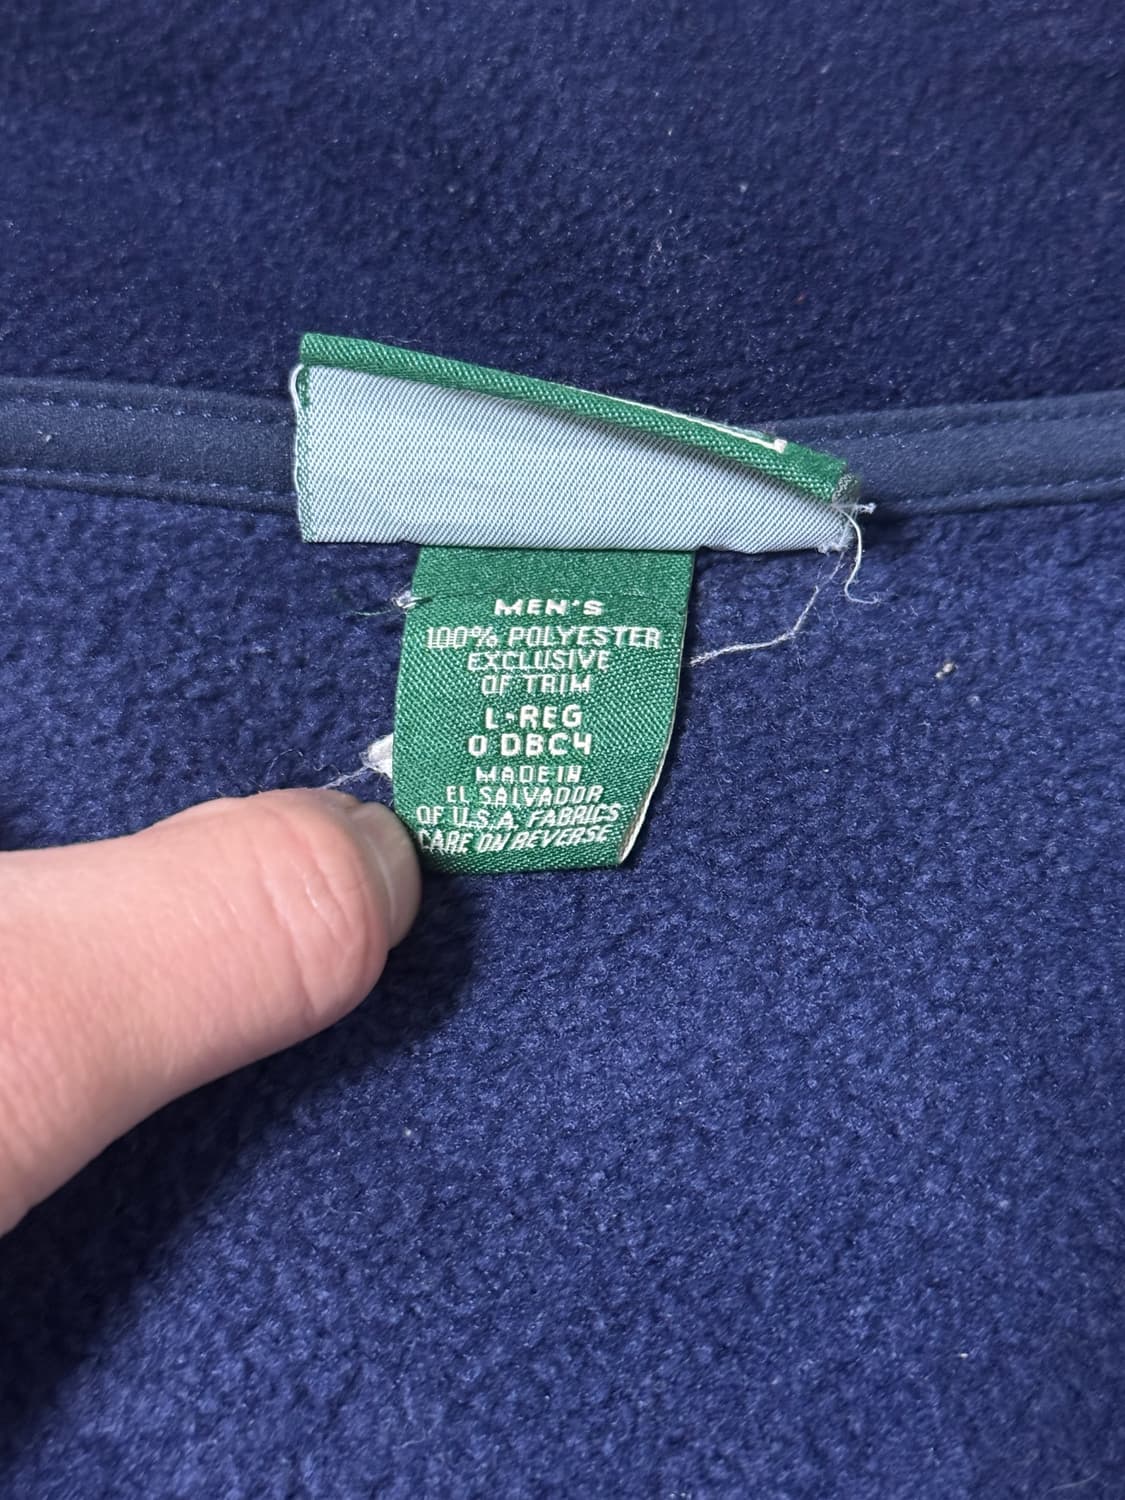 MEN'S
100% POLYESTER
EXCLUSIVE
OF TRIM
L-REG
0 DBC4
MADE IN
EL SALVADOR
OF U.S.A. FABRICS
CARE ON REVERSE